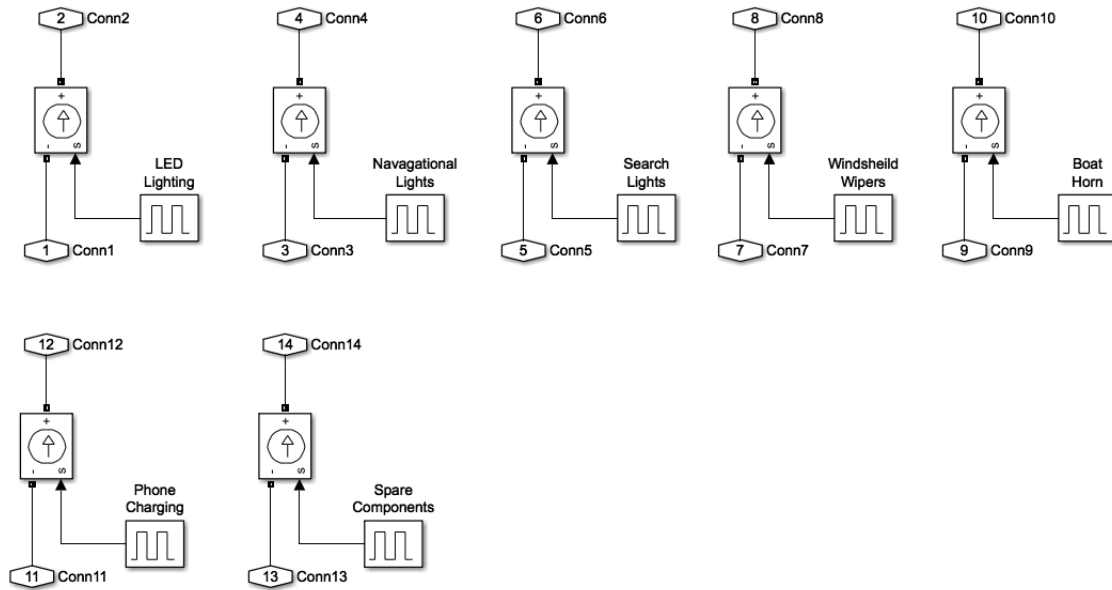 2 Conn2
4 Conn4
6 Conn6
8 Conn8
10 Conn10
+
+
+
+
+
- s
- s
- s
- s
- s
LED
Lighting
Navagational
Lights
Search
Lights
Windsheild
Wipers
Boat
Horn
1 Conn1
3 Conn3
5 Conn5
7 Conn7
9 Conn9
12 Conn12
14 Conn14
+
+
- s
- s
Phone
Charging
Spare
Components
11 Conn11
13 Conn13